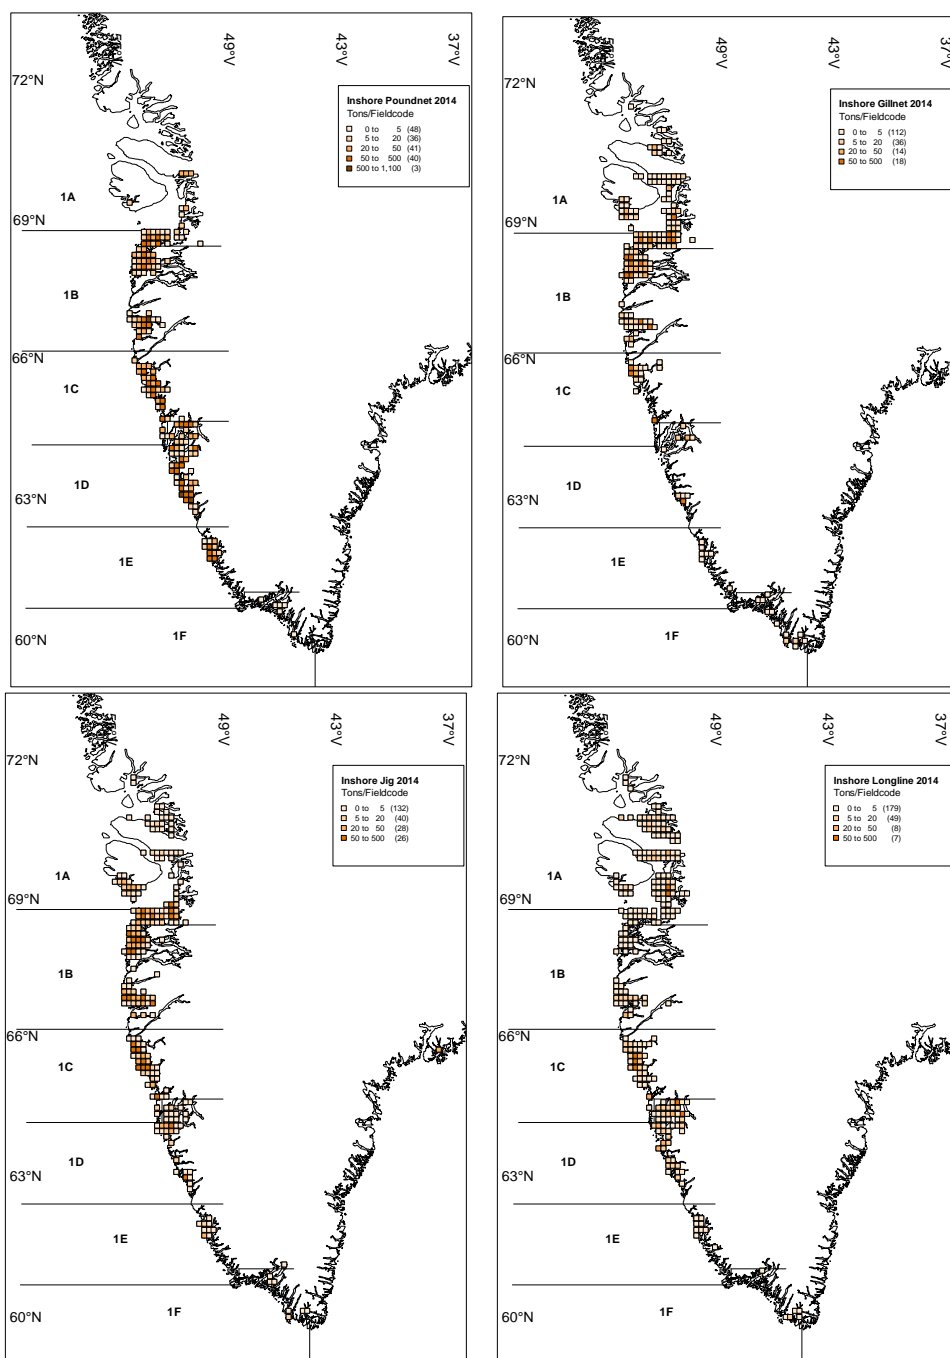 55°V
49°V
43°V
37°V
72°N
Inshore Poundnet 2014
Tons/Fieldcode
0 to 5 (48)
5 to 20 (36)
20 to 50 (41)
50 to 500 (40)
500 to 1,100 (3)
1A
69°N
1B
66°N
1C
1D
63°N
1E
1F
60°N
49°V
43°V
37°V
72°N
Inshore Gillnet 2014
Tons/Fieldcode
0 to 5 (112)
5 to 20 (36)
20 to 50 (14)
50 to 500 (18)
1A
69°N
1B
66°N
1C
1D
63°N
1E
1F
60°N
49°V
43°V
37°V
72°N
Inshore Jig 2014
Tons/Fieldcode
0 to 5 (132)
5 to 20 (40)
20 to 50 (28)
50 to 500 (26)
1A
69°N
1B
66°N
1C
1D
63°N
1E
1F
60°N
49°V
43°V
37°V
72°N
Inshore Longline 2014
Tons/Fieldcode
0 to 5 (179)
5 to 20 (49)
20 to 50 (8)
50 to 500 (7)
1A
69°N
1B
66°N
1C
1D
63°N
1E
1F
60°N